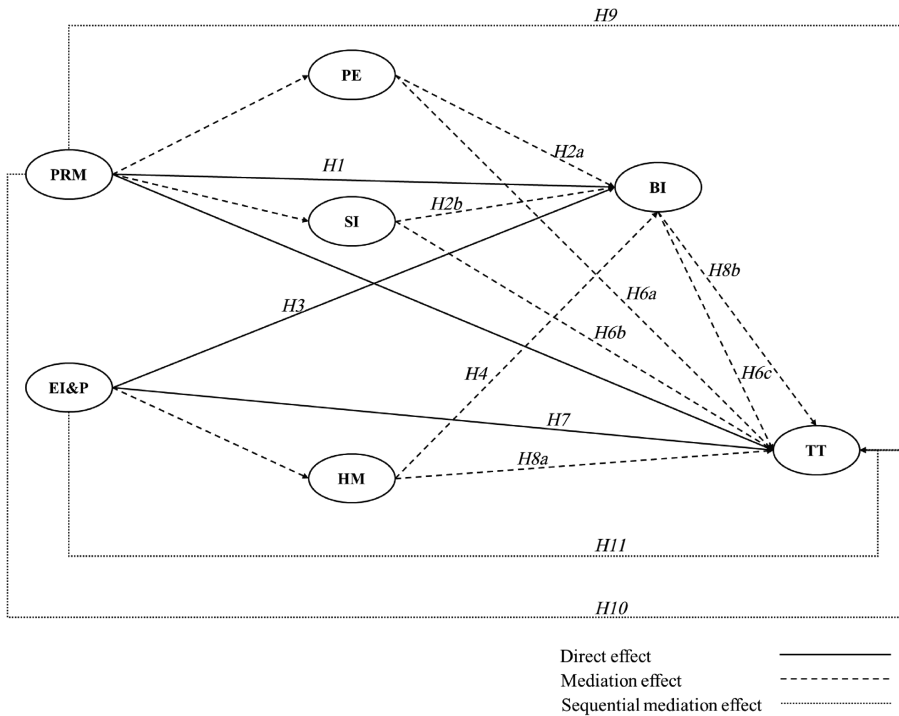 H9
PE
H2a
H1
PRM
BI
H2b
SI
H8b
H6a
H3
H6b
H4
H6c
EI&P
H7
TT
H8a
HM
H11
H10
Direct effect
Mediation effect
Sequential mediation effect